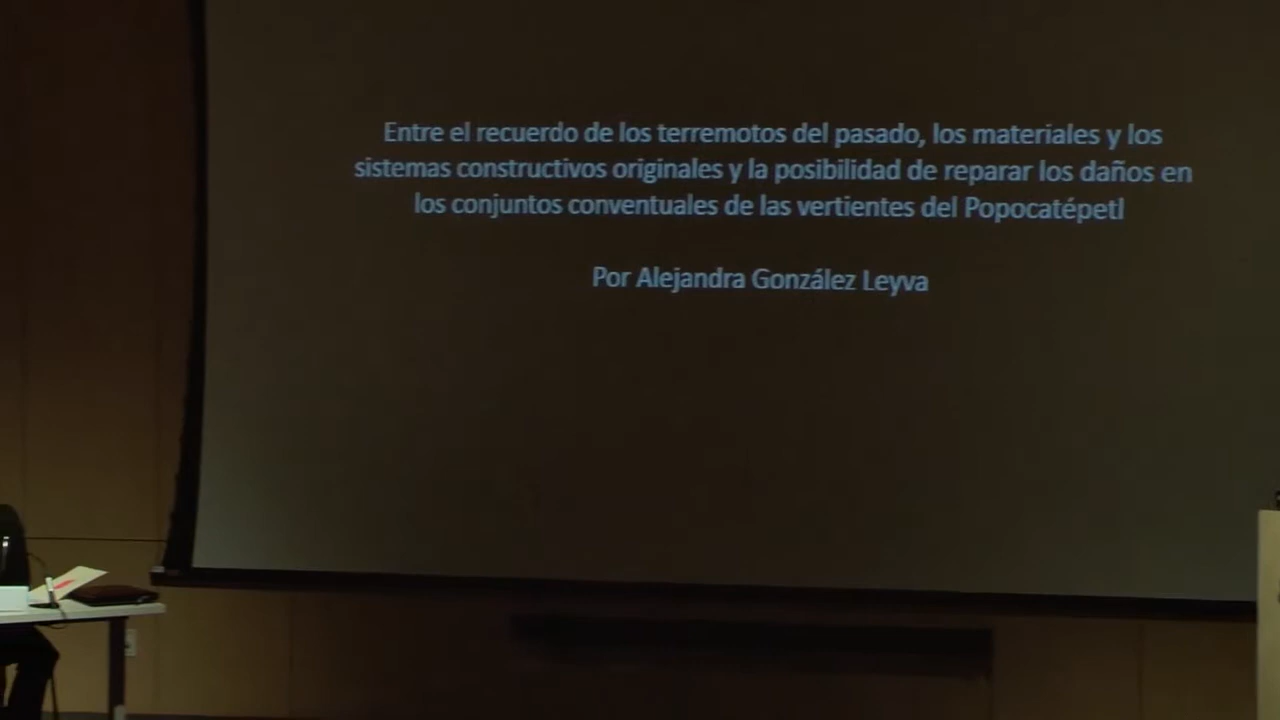 Entre el recuerdo de los terremotos del pasado, los materiales y los
sistemas constructivos originales y la posibilidad de reparar los daños en
los conjuntos conventuales de las vertientes del Popocatépetl
Por Alejandra González Leyva